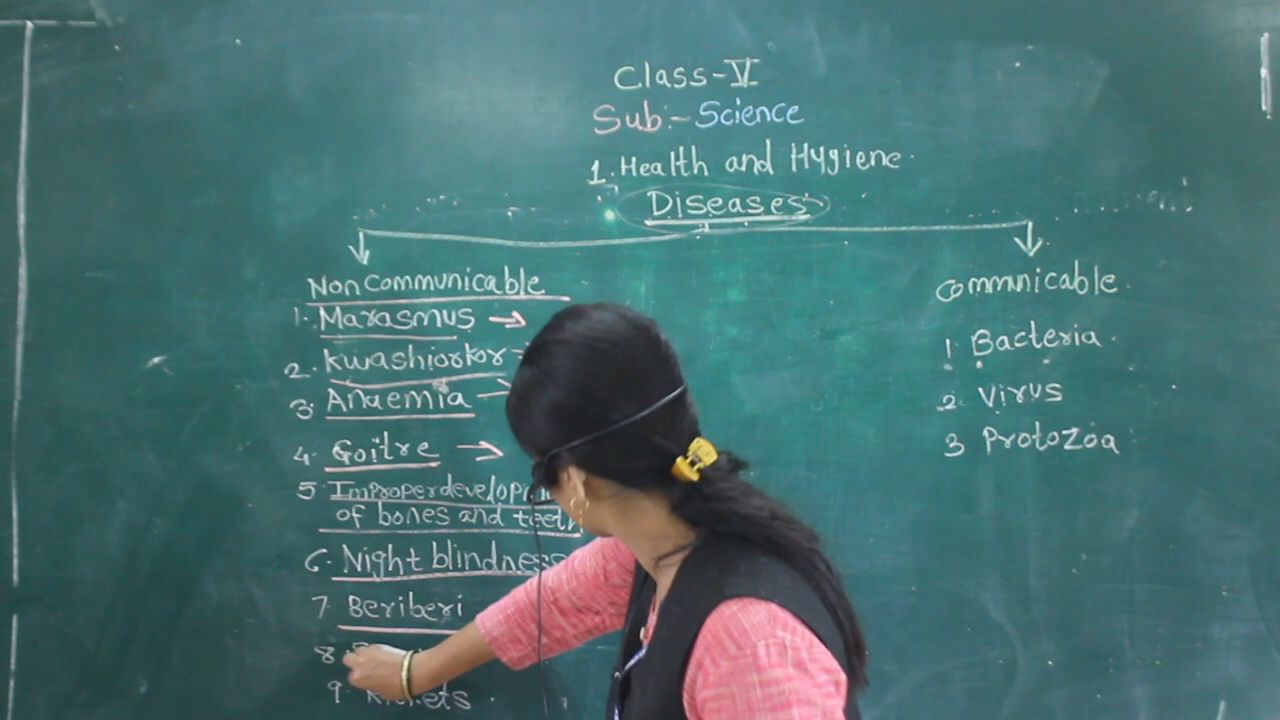 Class-VI
Sub:- Science
1. Health and Hygiene.
Diseases
Non Communicable
1. Marasmus →
2. Kwashiorkor
3. Anaemia
4. Goitre →
5. Improper
of bones and teeth
6. Night blindness
7 Beriberi
8
9.
Communicable.
1. Bacteria.
2. Virus
3 Protozoa